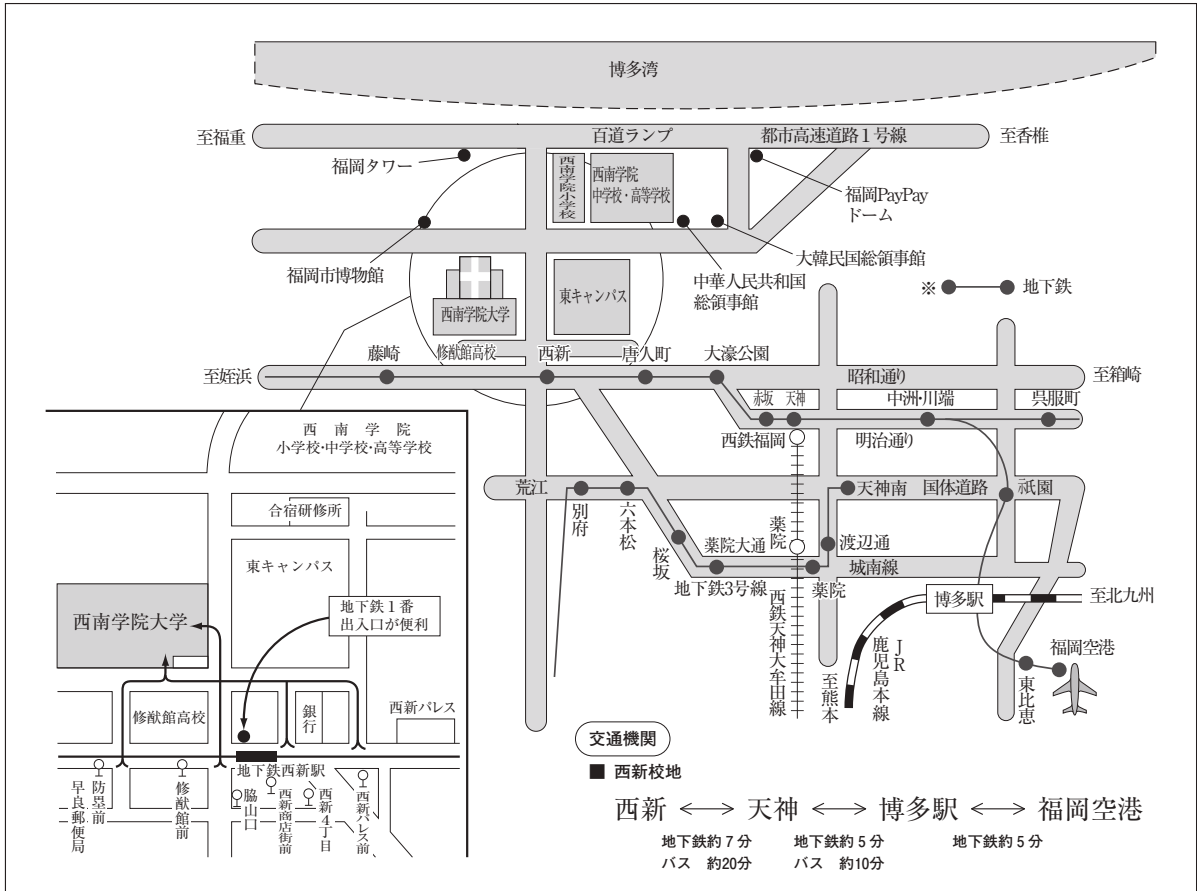 博多湾
至福重
百道ランプ
都市高速道路1号線
至香椎
福岡タワー
西南学院小学校
西南学院
中学校・高等学校
福岡PayPay
ドーム
福岡市博物館
大韓民国総領事館
中華人民共和国
総領事館
西南学院大学
東キャンパス
※
地下鉄
修猷館高校
藤崎
西新
唐人町
大濠公園
至姪浜
昭和通り
至箱崎
赤坂
天神
中洲・川端
呉服町
西鉄福岡
明治通り
荒江
天神南
国体道路
祇園
別府
六本松
桜坂
薬院大通
薬院
渡辺通
地下鉄3号線
薬院
城南線
博多駅
至北九州
西鉄天神大牟田線
至熊本
JR
鹿児島本線
福岡空港
東比恵
西南学院
小学校・中学校・高等学校
合宿研修所
東キャンパス
西南学院大学
地下鉄1番
出入口が便利
修猷館高校
銀行
西新パレス
地下鉄西新駅
早良郵便局
防塁前
修猷館前
脇山口
西新商店街前
西新4丁目
西新パレス前
交通機関
■ 西新校地
西新 ⟷ 天神 ⟷ 博多駅 ⟷ 福岡空港
地下鉄約7分 地下鉄約5分 地下鉄約5分
バス 約20分 バス 約10分